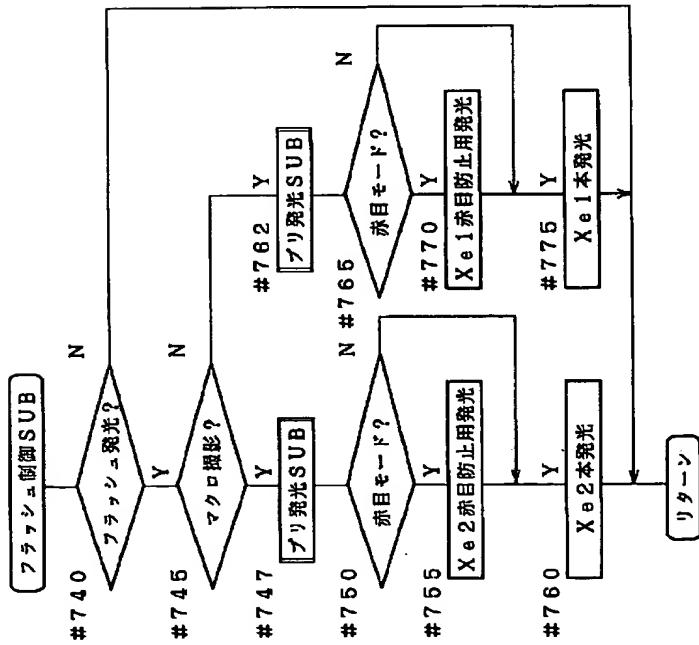 フラッシュ制御SUB
#740
フラッシュ発光?
N
Y
#745
マクロ撮影?
N
Y
#747
プリ発光SUB
#750
赤目モード?
N
Y
#755
Xe2赤目防止用発光
Y
#760
Xe2本発光
#762
Y
プリ発光SUB
#765
赤目モード?
N
Y
#770
Xe1赤目防止用発光
Y
#775
Xe1本発光
リターン